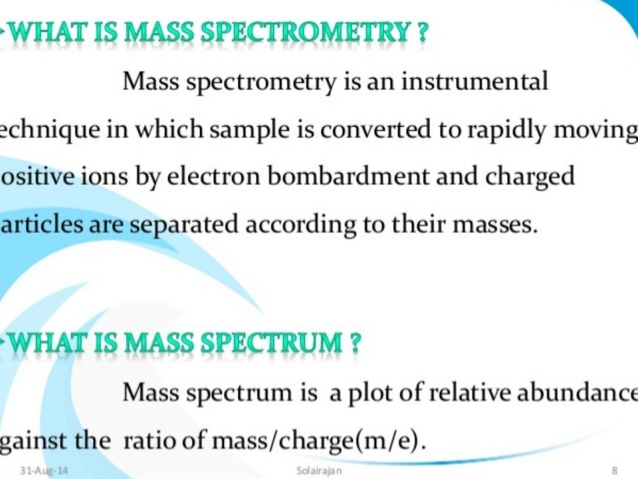 WHAT IS MASS SPECTROMETRY ?
Mass spectrometry is an instrumental
echnique in which sample is converted to rapidly moving
ositive ions by electron bombardment and charged
articles are separated according to their masses.
WHAT IS MASS SPECTRUM ?
Mass spectrum is a plot of relative abundance
gainst the ratio of mass/charge(m/e).
31-Aug-14 Solairajan 8